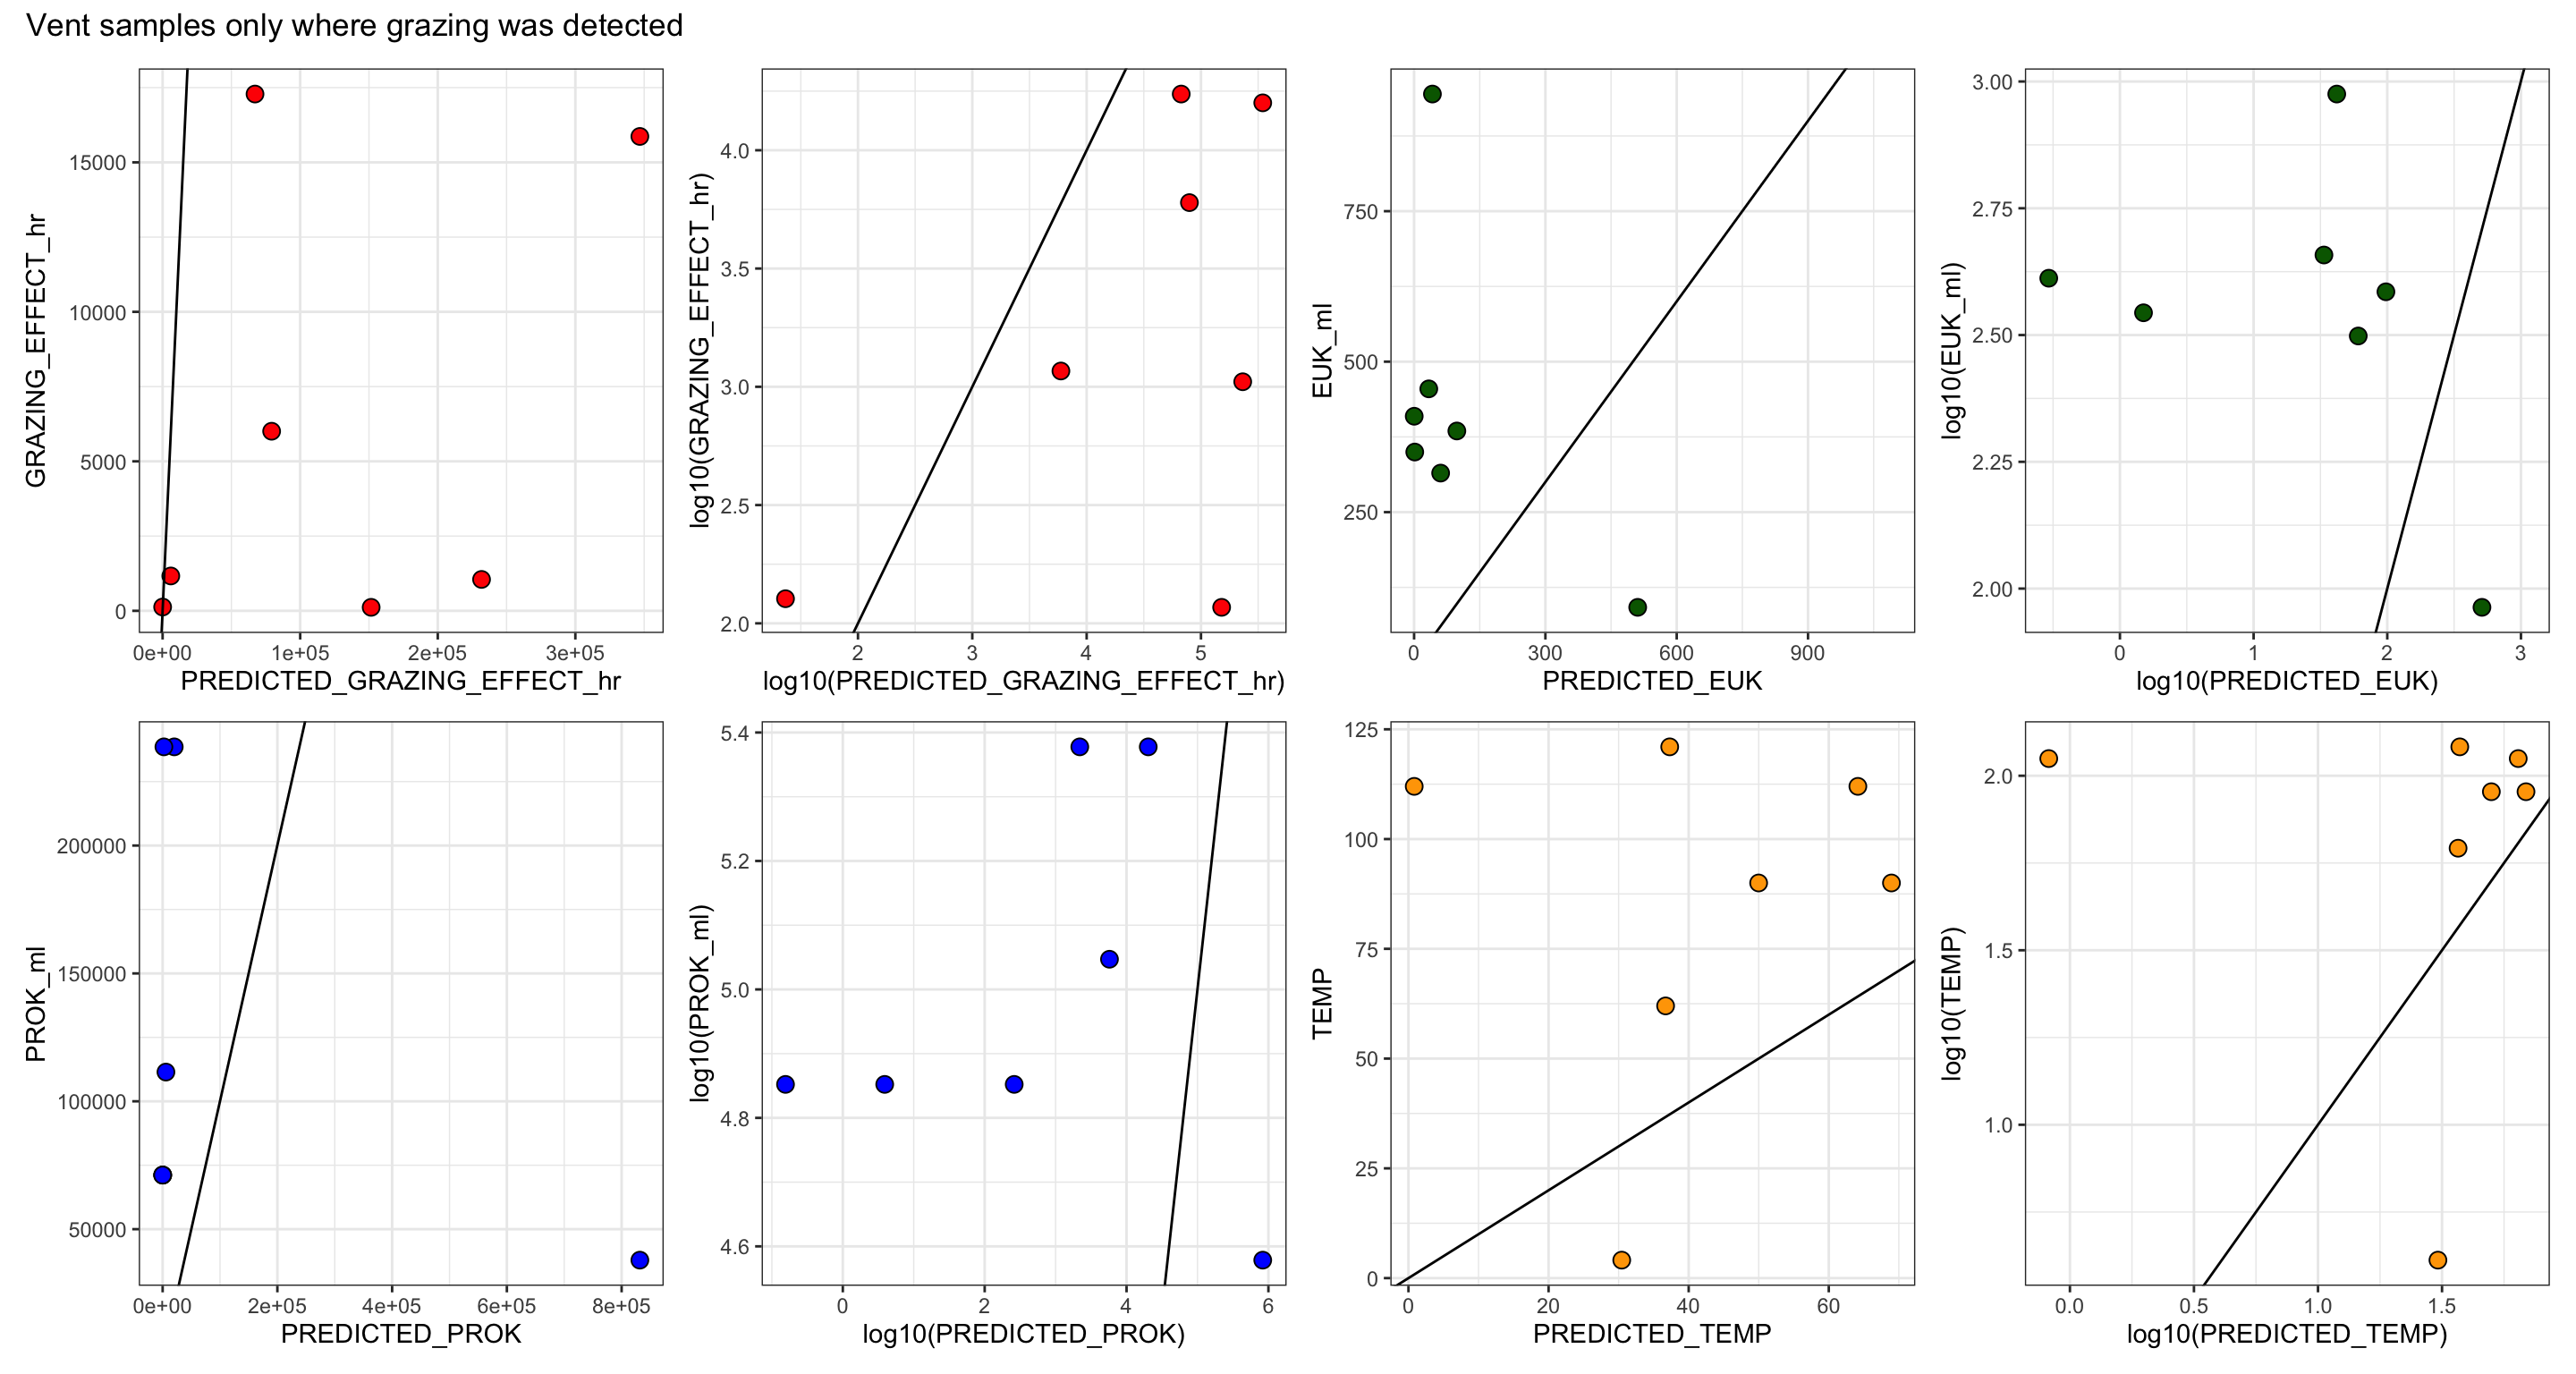 Vent samples only where grazing was detected
GRAZING_EFFECT_hr
15000
10000
5000
0
0e+00 1e+05 2e+05 3e+05
PREDICTED_GRAZING_EFFECT_hr
log10(GRAZING_EFFECT_hr)
4.0
3.5
3.0
2.5
2.0
2 3 4 5
log10(PREDICTED_GRAZING_EFFECT_hr)
EUK_ml
750
500
250
0 300 600 900
PREDICTED_EUK
log10(EUK_ml)
3.00
2.75
2.50
2.25
2.00
0 1 2 3
log10(PREDICTED_EUK)
PROK_ml
200000
150000
100000
50000
0e+00 2e+05 4e+05 6e+05 8e+05
PREDICTED_PROK
log10(PROK_ml)
5.4
5.2
5.0
4.8
4.6
0 2 4 6
log10(PREDICTED_PROK)
TEMP
125
100
75
50
25
0
0 20 40 60
PREDICTED_TEMP
log10(TEMP)
2.0
1.5
1.0
0.0 0.5 1.0 1.5
log10(PREDICTED_TEMP)